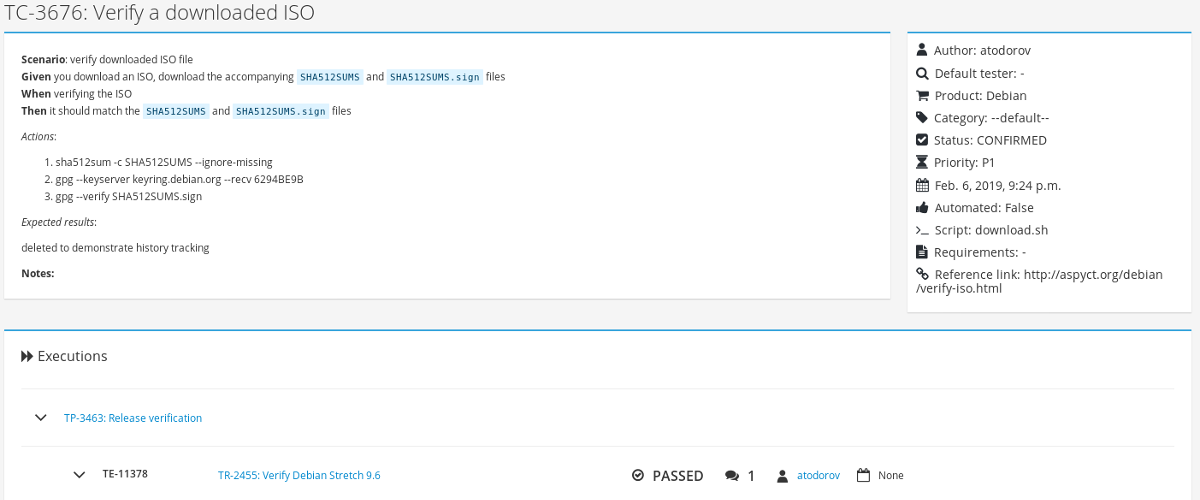 TC-3676: Verify a downloaded ISO
Scenario: verify downloaded ISO file
Given you download an ISO, download the accompanying SHA512SUMS and SHA512SUMS.sign files
When verifying the ISO
Then it should match the SHA512SUMS and SHA512SUMS.sign files
Actions:
1. sha512sum -c SHA512SUMS --ignore-missing
2. gpg --keyserver keyring.debian.org --recv 6294BE9B
3. gpg --verify SHA512SUMS.sign
Expected results:
deleted to demonstrate history tracking
Notes:
Author: atodorov
Default tester: -
Product: Debian
Category: --default--
Status: CONFIRMED
Priority: P1
Feb. 6, 2019, 9:24 p.m.
Automated: False
Script: download.sh
Requirements: -
Reference link: http://aspyct.org/debian
/verify-iso.html
Executions
TP-3463: Release verification
TE-11378 TR-2455: Verify Debian Stretch 9.6 PASSED 1 atodorov None